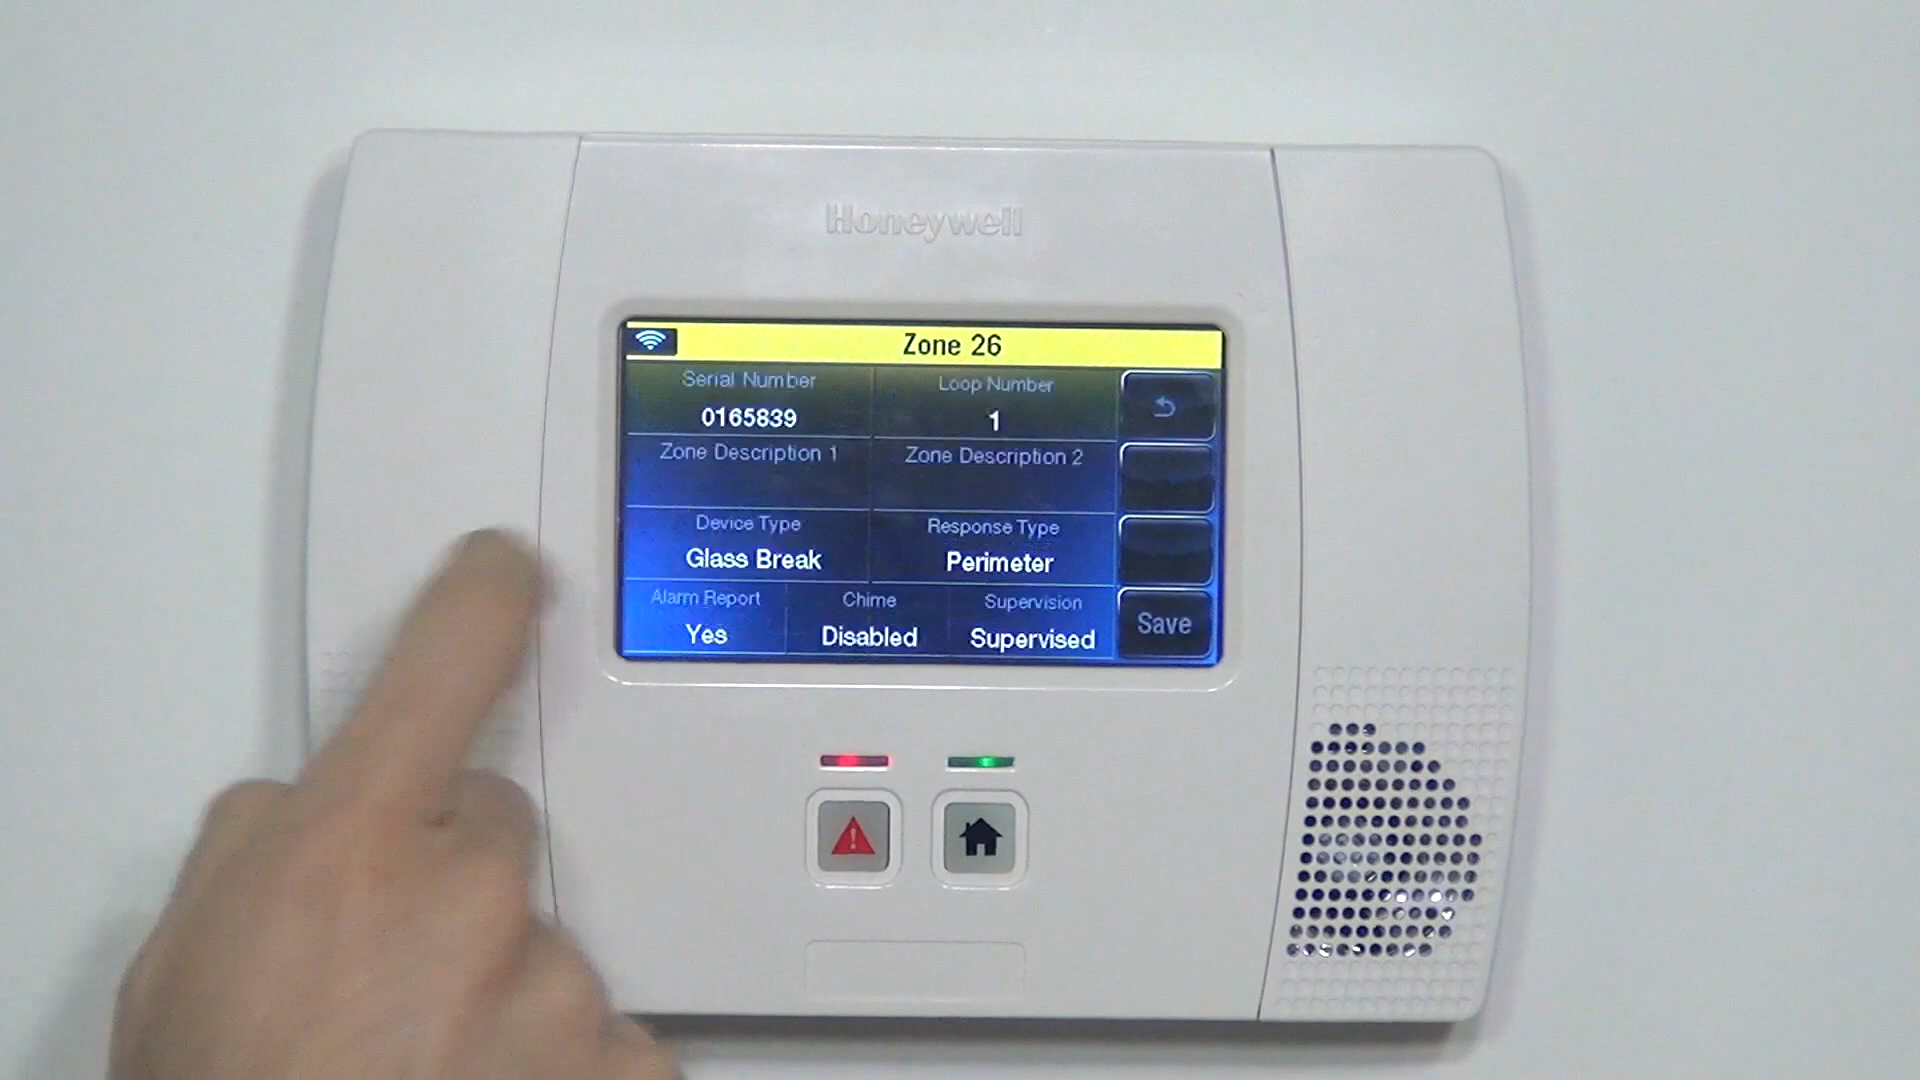 Honeywell
Zone 26
Serial Number
0165839
Loop Number
1
Zone Description 1
Zone Description 2
Device Type
Glass Break
Response Type
Perimeter
Alarm Report
Yes
Chime
Disabled
Supervision
Supervised
Save